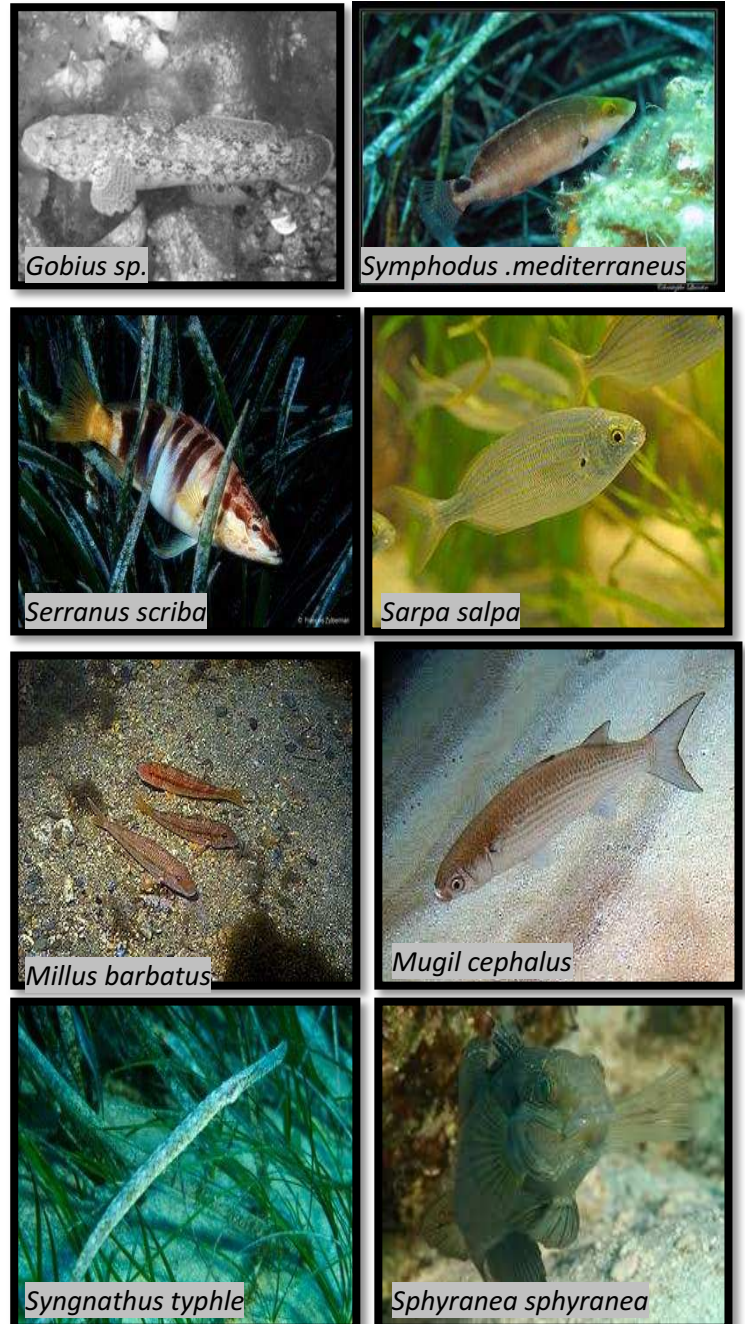 Gobius sp.
Symphodus .mediterraneus
Serranus scriba
Sarpa salpa
Millus barbatus
Mugil cephalus
Syngnathus typhle
Sphyranea sphyranea